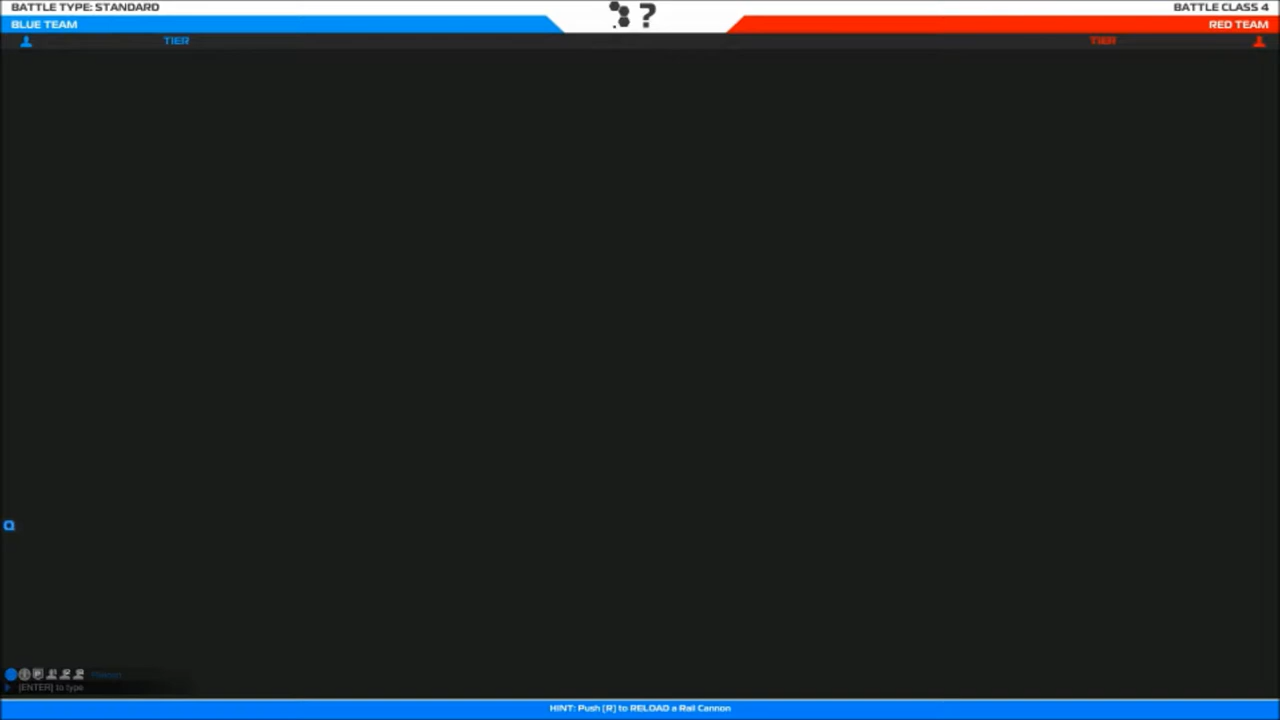 BATTLE TYPE: STANDARD
?
BATTLE CLASS 4
BLUE TEAM
RED TEAM
TIER
TIER
[ENTER] to type
HINT: Push [R] to RELOAD a Rail Cannon